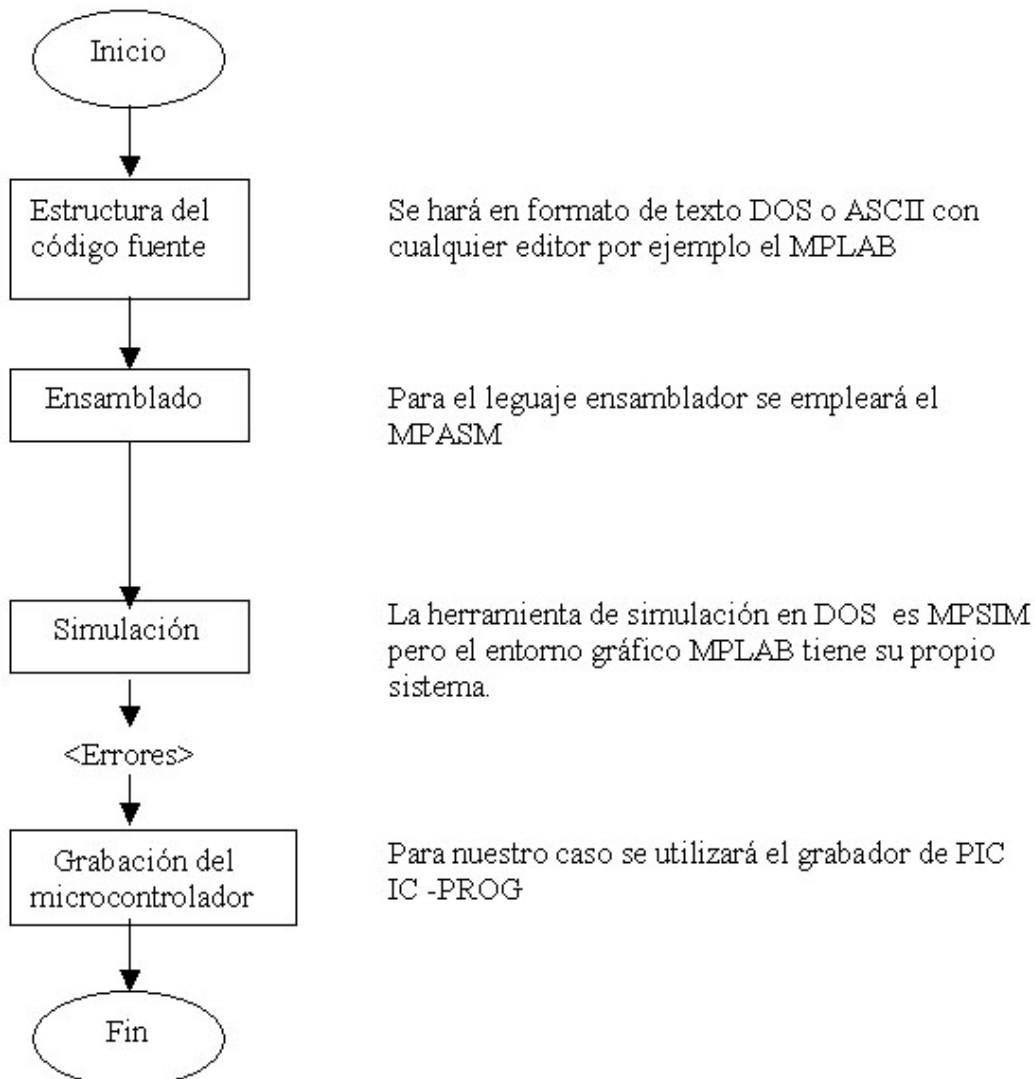 Inicio
Estructura del
código fuente
Se hará en formato de texto DOS o ASCII con
cualquier editor por ejemplo el MPLAB
Ensamblado
Para el leguaje ensamblador se empleará el
MPASM
Simulación
La herramienta de simulación en DOS es MPSIM
pero el entorno gráfico MPLAB tiene su propio
sistema.
<Errores>
Grabación del
microcontrolador
Para nuestro caso se utilizará el grabador de PIC
IC -PROG
Fin